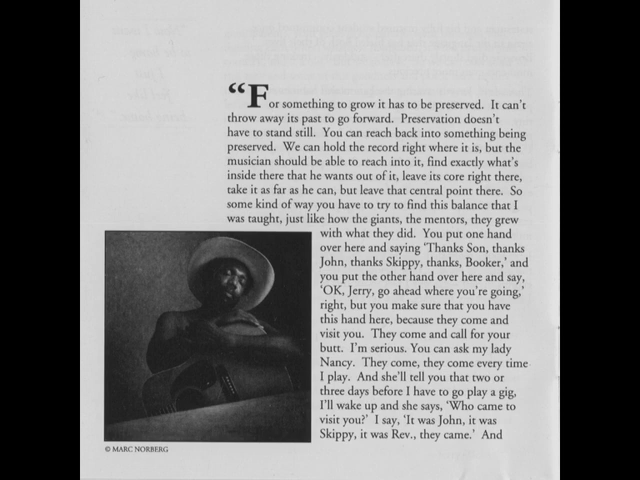 “For something to grow it has to be preserved. It can't
throw away its past to go forward. Preservation doesn't
have to stand still. You can reach back into something being
preserved. We can hold the record right where it is, but the
musician should be able to reach into it, find exactly what's
inside there that he wants out of it, leave its core right there,
take it as far as he can, but leave that central point there. So
some kind of way you have to try to find this balance that I
was taught, just like how the giants, the mentors, they grew
with what they did. You put one hand
over here and saying ‘Thanks Son, thanks
John, thanks Skippy, thanks, Booker,’ and
you put the other hand over here and say,
‘OK, Jerry, go ahead where you're going,’
right, but you make sure that you have
this hand here, because they come and
visit you. They come and call for your
butt. I'm serious. You can ask my lady
Nancy. They come, they come every time
I play. And she'll tell you that two or
three days before I have to go play a gig,
I'll wake up and she says, ‘Who came to
visit you?’ I say, ‘It was John, it was
Skippy, it was Rev., they came.’ And
© MARC NORBERG